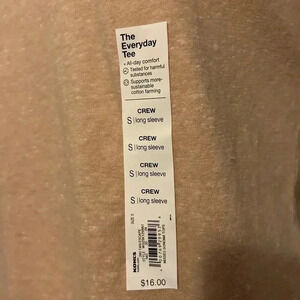 The
Everyday
Tee
• All-day comfort
Tested for harmful
substances
Supports more-
sustainable
cotton farming
CREW
S | long sleeve
CREW
S | long sleeve
CREW
S | long sleeve
CREW
S | long sleeve
SIZE S
$16.00